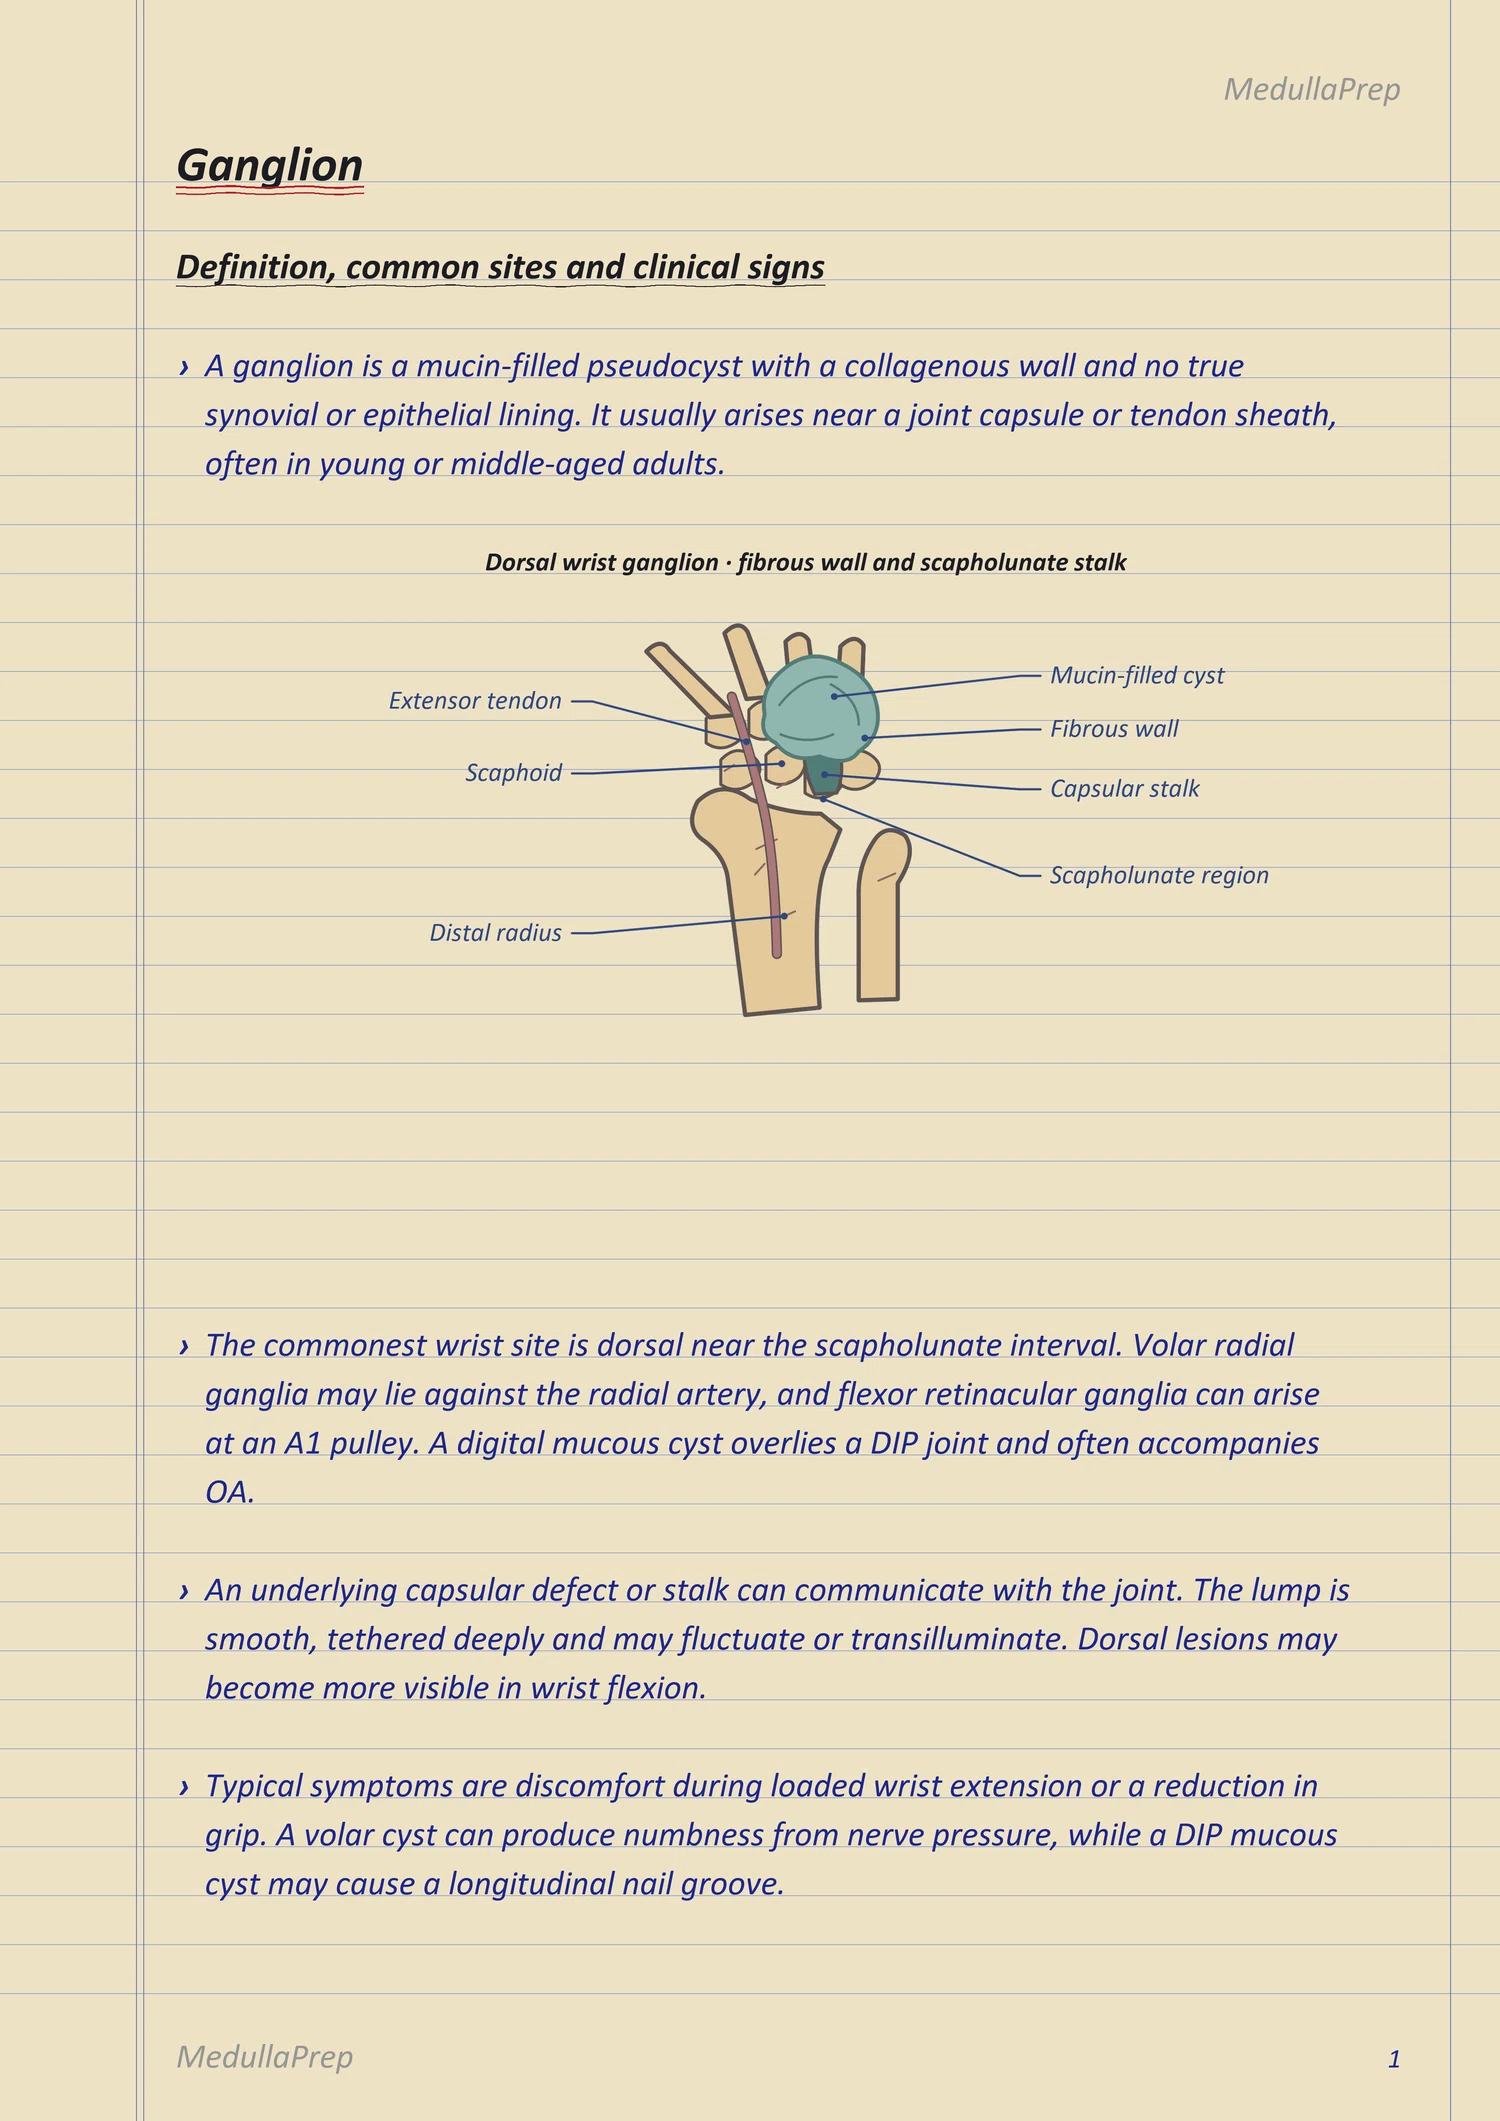 MedullaPrep
Ganglion
Definition, common sites and clinical signs
› A ganglion is a mucin-filled pseudocyst with a collagenous wall and no true
synovial or epithelial lining. It usually arises near a joint capsule or tendon sheath,
often in young or middle-aged adults.
Dorsal wrist ganglion · fibrous wall and scapholunate stalk
Mucin-filled cyst
Extensor tendon
Fibrous wall
Scaphoid
Capsular stalk
Scapholunate region
Distal radius
› The commonest wrist site is dorsal near the scapholunate interval. Volar radial
ganglia may lie against the radial artery, and flexor retinacular ganglia can arise
at an A1 pulley. A digital mucous cyst overlies a DIP joint and often accompanies
OA.
› An underlying capsular defect or stalk can communicate with the joint. The lump is
smooth, tethered deeply and may fluctuate or transilluminate. Dorsal lesions may
become more visible in wrist flexion.
› Typical symptoms are discomfort during loaded wrist extension or a reduction in
grip. A volar cyst can produce numbness from nerve pressure, while a DIP mucous
cyst may cause a longitudinal nail groove.
MedullaPrep
1